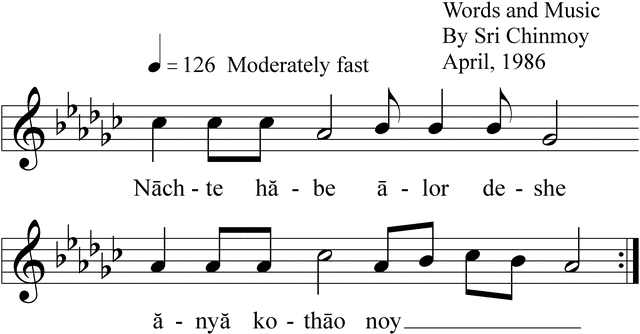 Words and Music
By Sri Chinmoy
April, 1986
= 126 Moderately fast
Nāch - te hă - be ā - lor de - she
ă - nyă ko - thāo noy